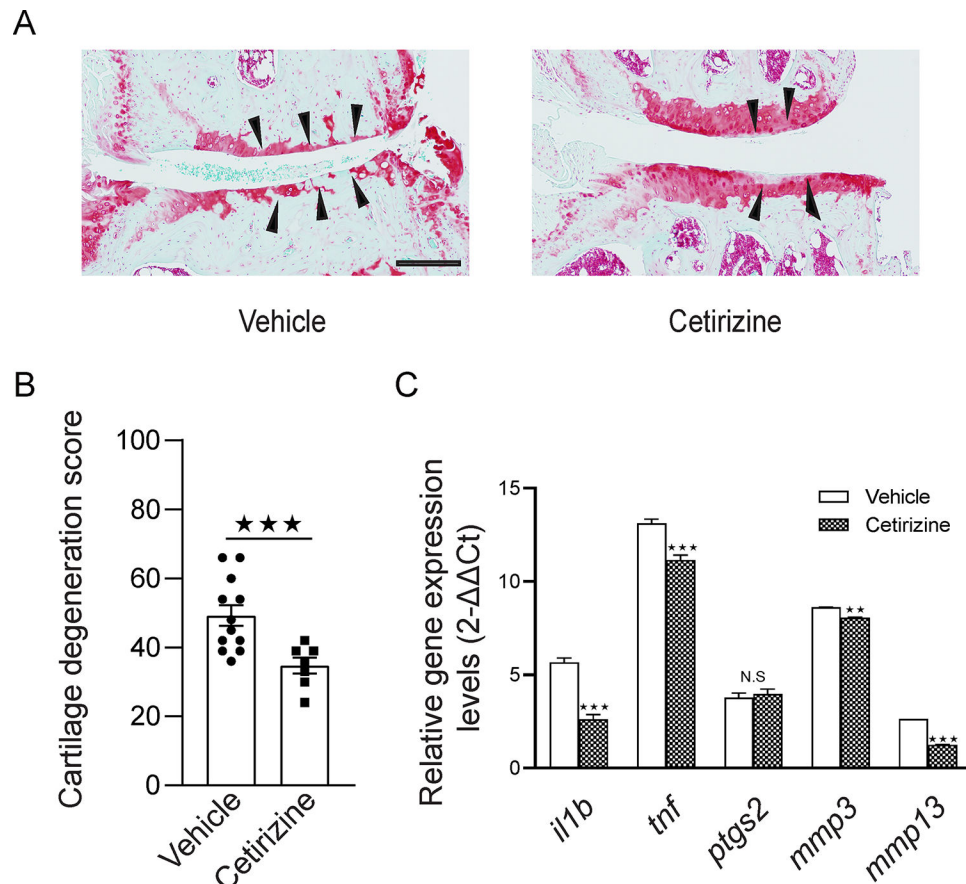 A
Vehicle
Cetirizine
B
Cartilage degeneration score
100
80
60
40
20
0
★★★
Vehicle
Cetirizine
C
Relative gene expression
levels (2-ΔΔCt)
15
10
5
0
Vehicle
Cetirizine
★★★
★★★
N.S
★★
★★★
il1b
tnf
ptgs2
mmp3
mmp13